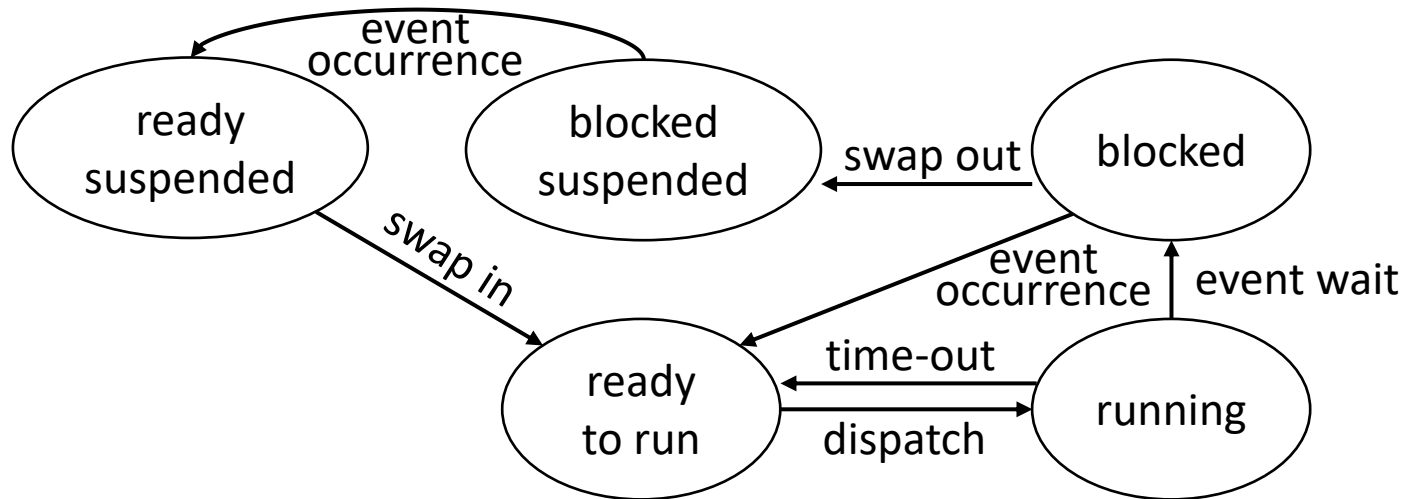 event
occurrence
ready
suspended
blocked
suspended
swap out
blocked
swap in
event
occurrence
event wait
ready
to run
time-out
dispatch
running